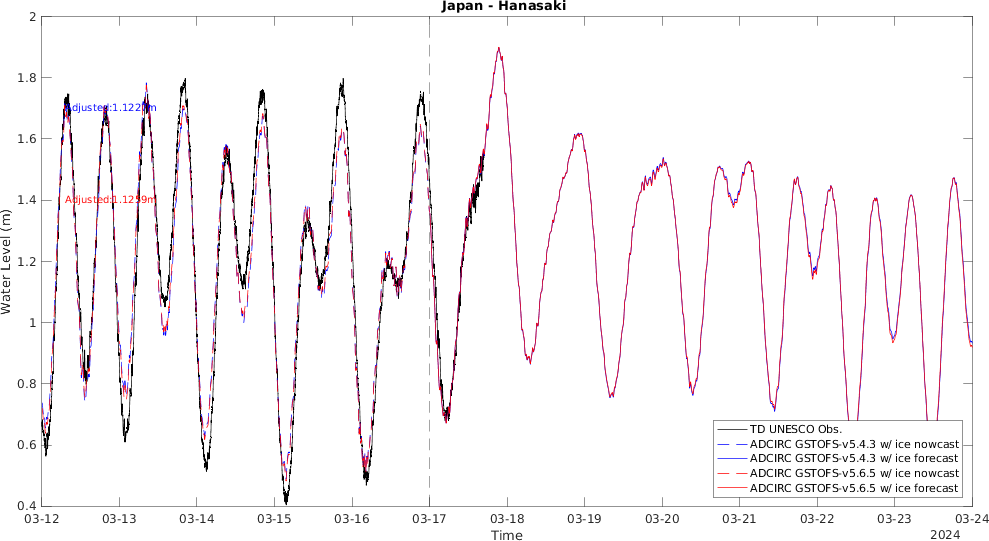 Japan - Hanasaki
2
1.8
1.6
1.4
1.2
1
0.8
0.6
0.4
Water Level (m)
Adjusted:1.1259m
TD UNESCO Obs.
ADCIRC GSTOFS-v5.4.3 w/ ice nowcast
ADCIRC GSTOFS-v5.4.3 w/ ice forecast
ADCIRC GSTOFS-v5.6.5 w/ ice nowcast
ADCIRC GSTOFS-v5.6.5 w/ ice forecast
03-12 03-13 03-14 03-15 03-16 03-17 03-18 03-19 03-20 03-21 03-22 03-23 03-24
Time
2024